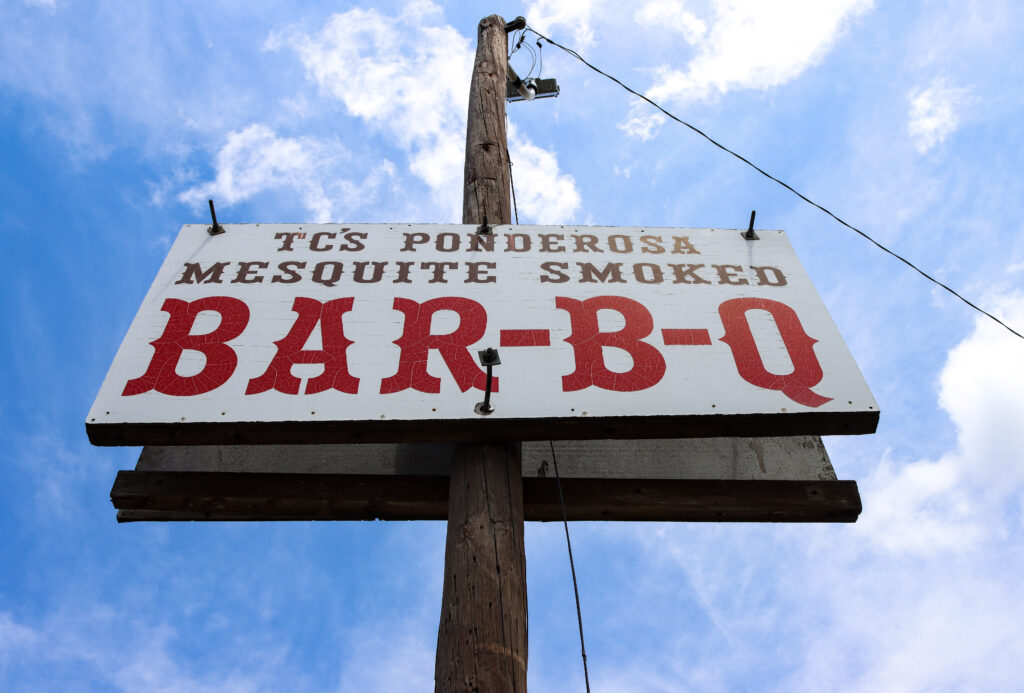 TC'S PONDEROSA
MESQUITE SMOKED
BAR-B-Q